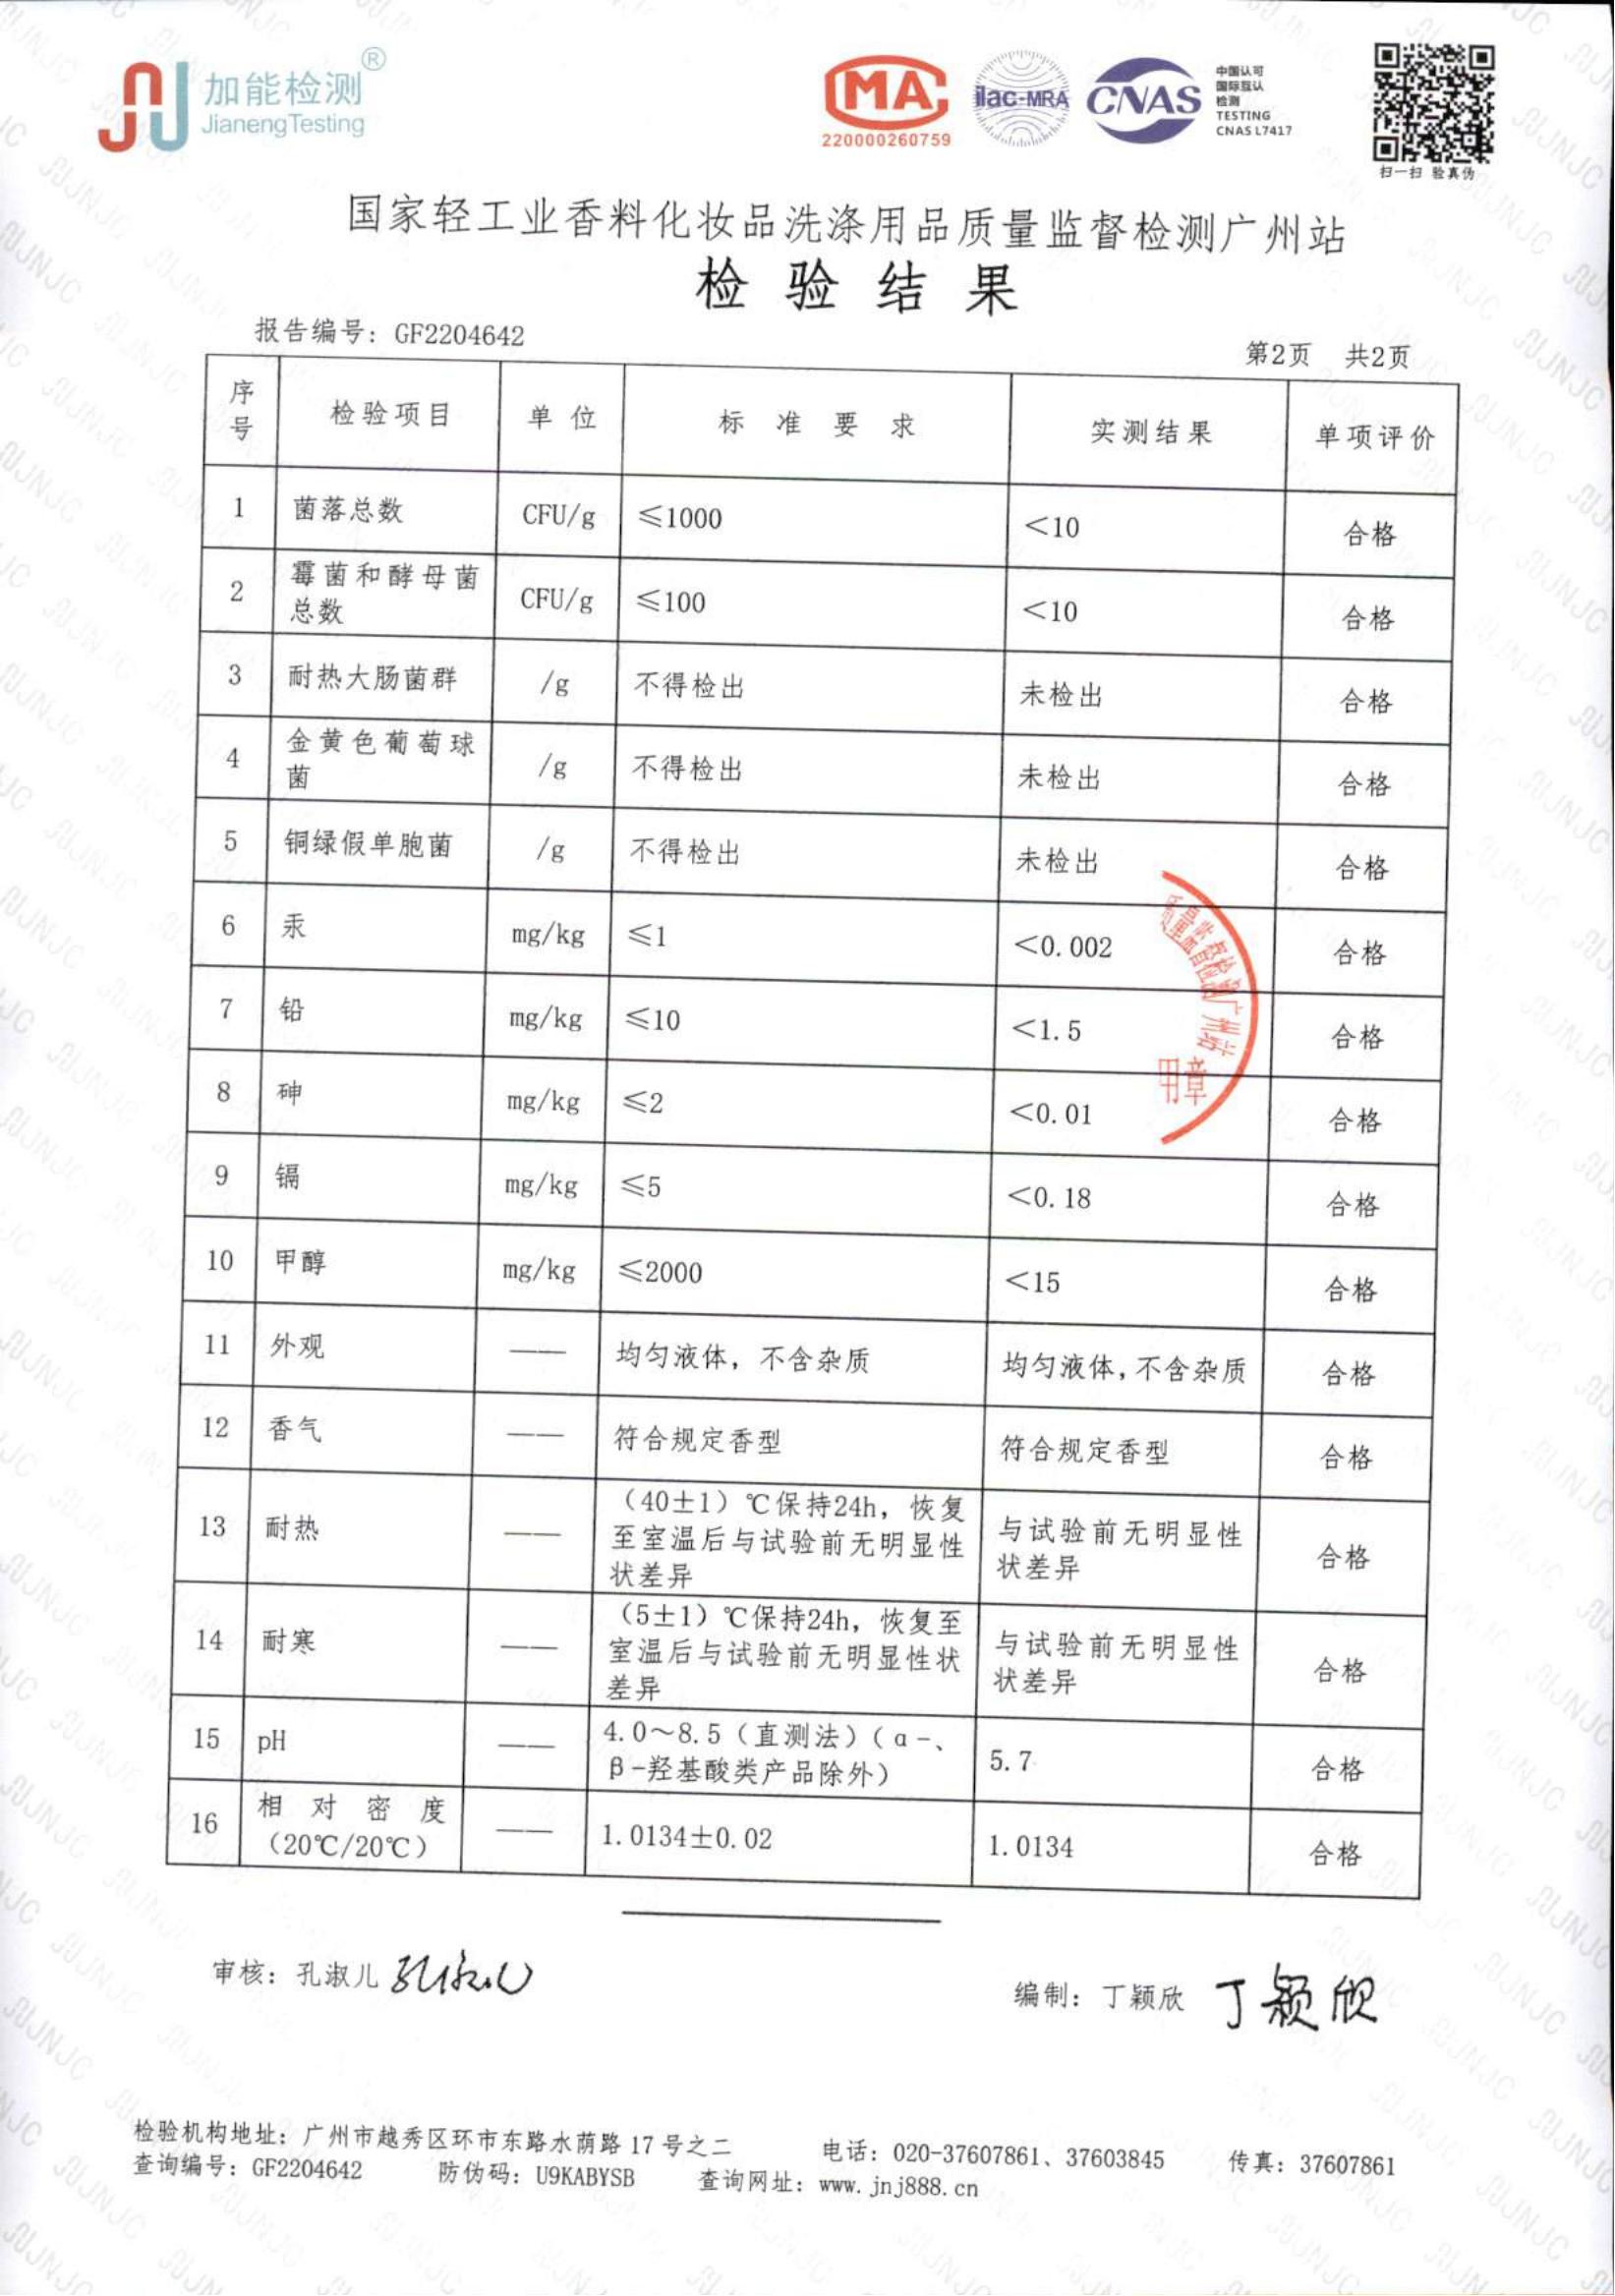 加能检测®
JianengTesting
MA
220000260759
ilac-MRA
CNAS
中国认可
国际互认
检测
TESTING
CNAS L7417
扫一扫 验真伪
国家轻工业香料化妆品洗涤用品质量监督检测广州站
检验结果
报告编号：GF2204642
第2页 共2页
序号 检验项目 单位 标准要求 实测结果 单项评价
1 菌落总数 CFU/g ≤1000 <10 合格
2 霉菌和酵母菌总数 CFU/g ≤100 <10 合格
3 耐热大肠菌群 /g 不得检出 未检出 合格
4 金黄色葡萄球菌 /g 不得检出 未检出 合格
5 铜绿假单胞菌 /g 不得检出 未检出 合格
6 汞 mg/kg ≤1 <0.002 合格
7 铅 mg/kg ≤10 <1.5 合格
8 砷 mg/kg ≤2 <0.01 合格
9 镉 mg/kg ≤5 <0.18 合格
10 甲醇 mg/kg ≤2000 <15 合格
11 外观 —— 均匀液体，不含杂质 均匀液体，不含杂质 合格
12 香气 —— 符合规定香型 符合规定香型 合格
13 耐热 —— （40±1）℃保持24h，恢复至室温后与试验前无明显性状差异 与试验前无明显性状差异 合格
14 耐寒 —— （5±1）℃保持24h，恢复至室温后与试验前无明显性状差异 与试验前无明显性状差异 合格
15 pH —— 4.0～8.5（直测法）（α-、β-羟基酸类产品除外） 5.7 合格
16 相对密度（20℃/20℃） —— 1.0134±0.02 1.0134 合格
质量监督检测广州站
用章
审核：孔淑儿 孔淑儿
编制：丁颖欣 丁颖欣
检验机构地址：广州市越秀区环市东路水荫路17号之二 电话：020-37607861、37603845 传真：37607861
查询编号：GF2204642 防伪码：U9KABYSB 查询网址：www.jnj888.cn
JNJC